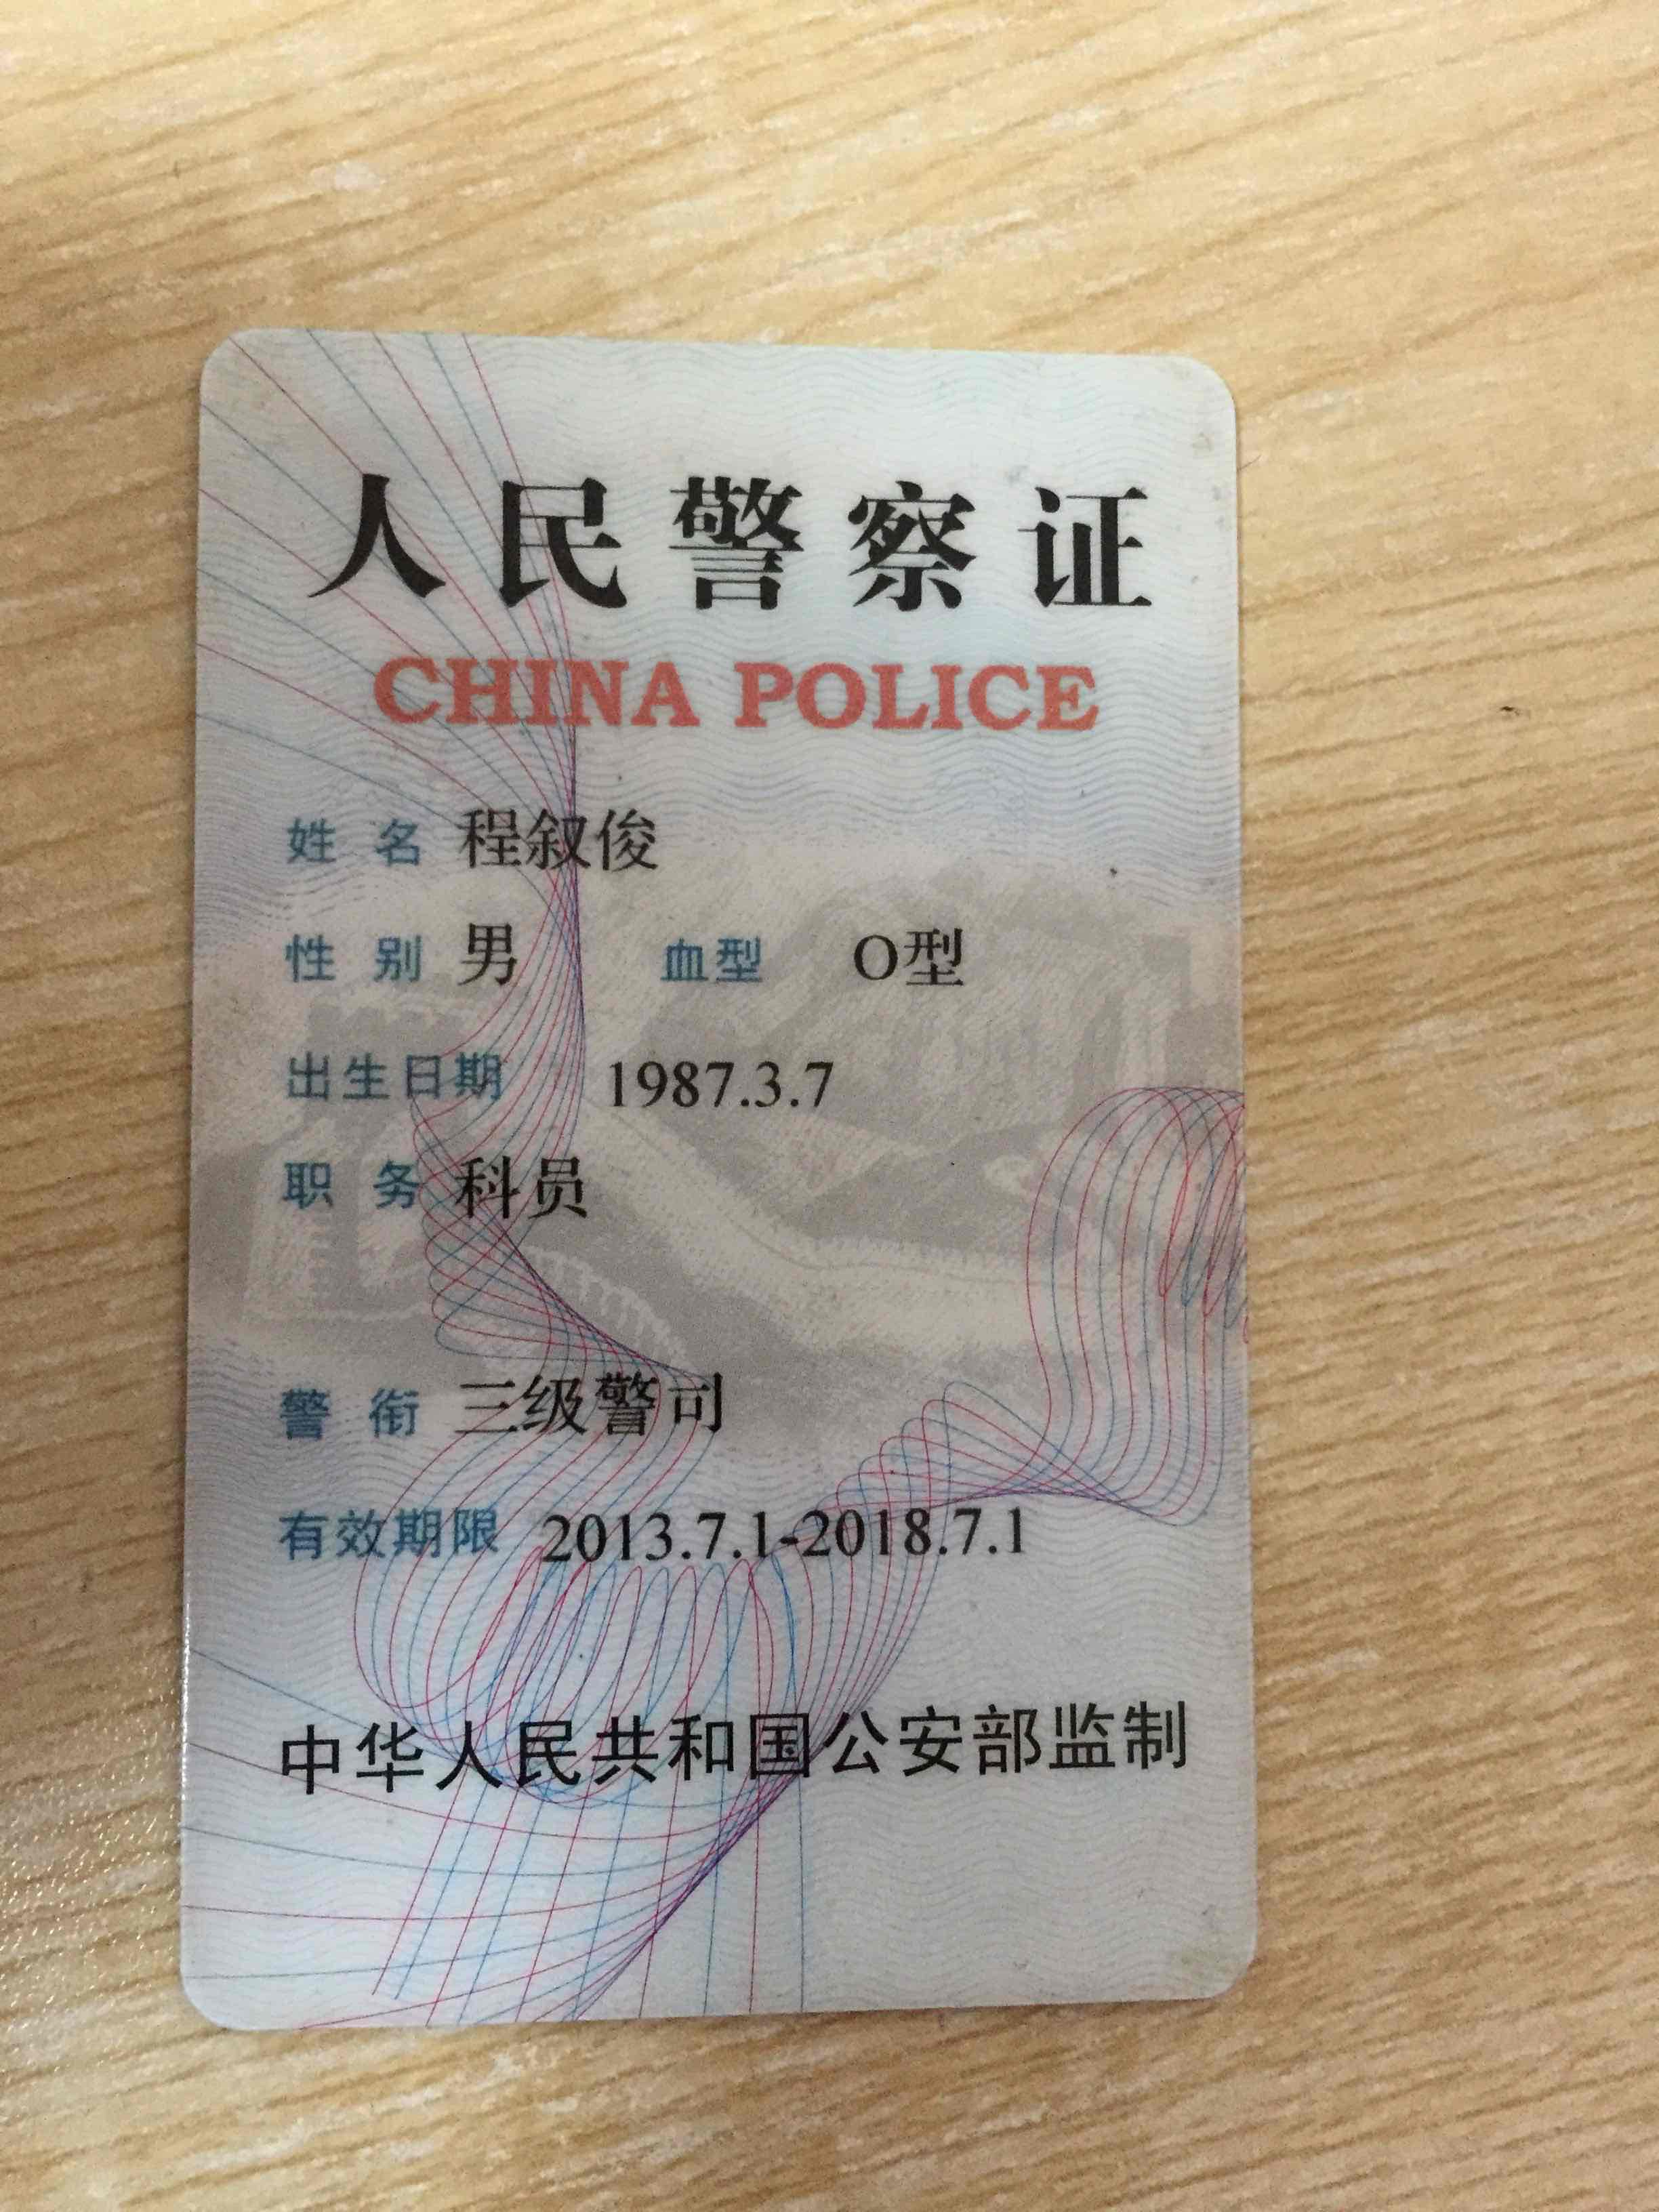 人民警察证
CHINA POLICE
姓名 程叙俊
性别 男 血型 O型
出生日期 1987.3.7
职务 科员
警衔 三级警司
有效期限 2013.7.1-2018.7.1
中华人民共和国公安部监制